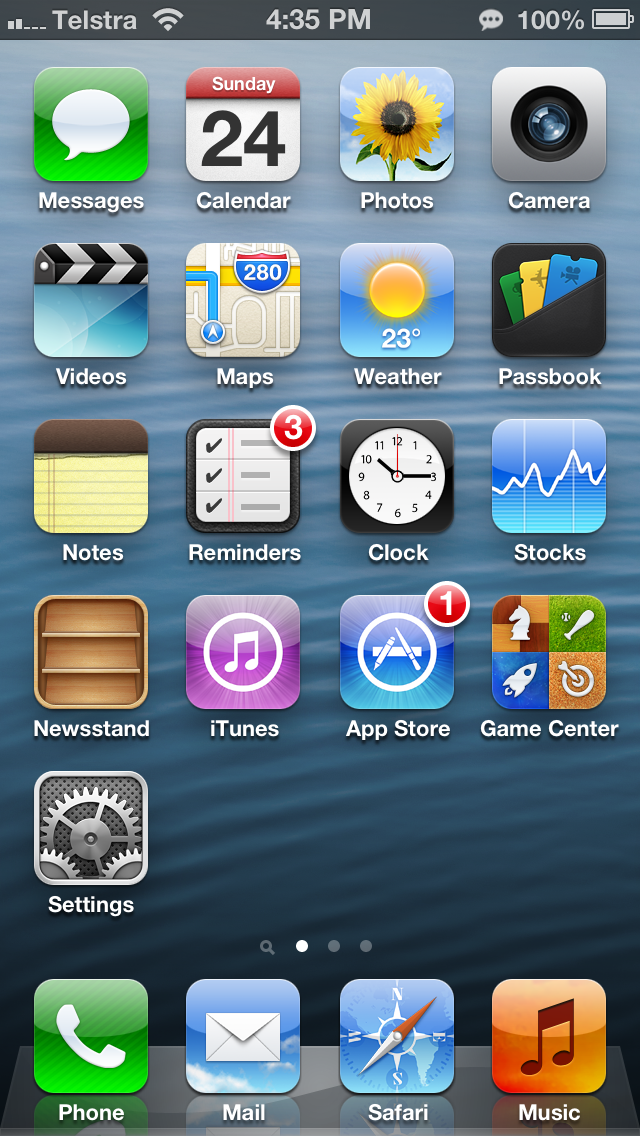 Telstra 4:35 PM 100%
Sunday
24
Messages Calendar Photos Camera
280
23°
Videos Maps Weather Passbook
3
11 12 1
10 2
9 3
8 4
7 6 5
Notes Reminders Clock Stocks
1
Newsstand iTunes App Store Game Center
Settings
N
W E
S
Phone Mail Safari Music